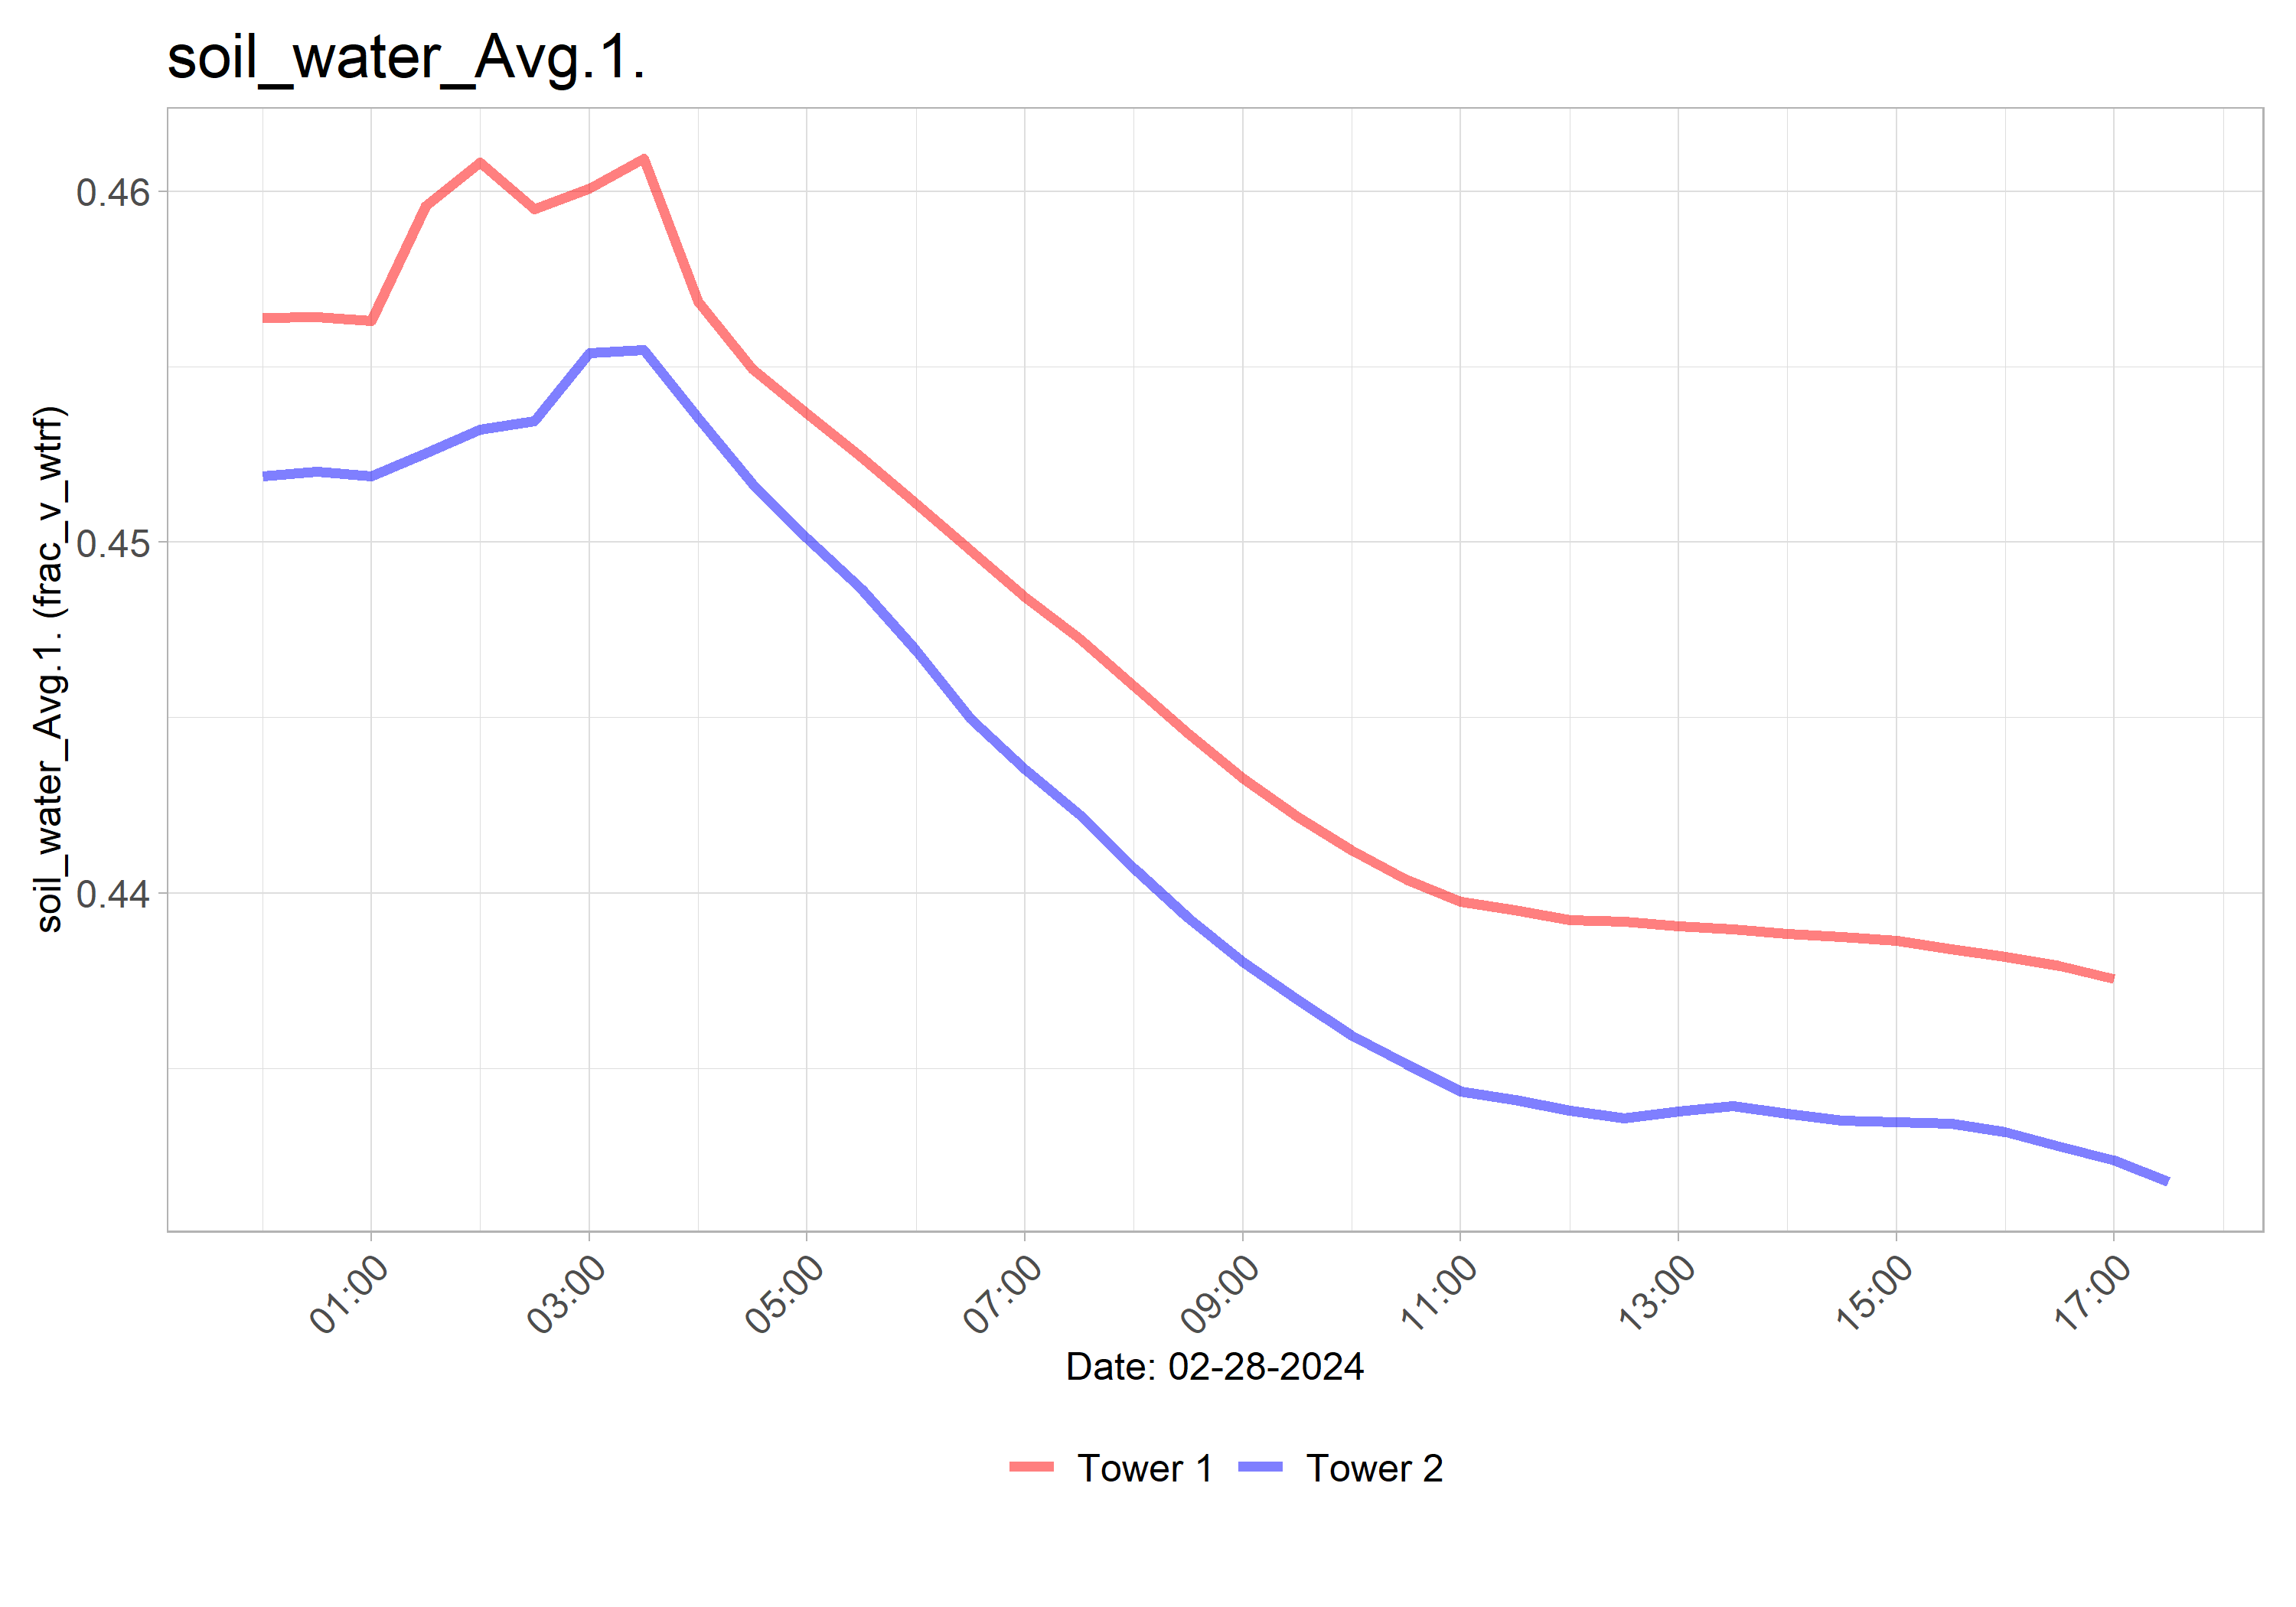 soil_water_Avg.1.
soil_water_Avg.1. (frac_v_wtrf)
0.46
0.45
0.44
01:00
03:00
05:00
07:00
09:00
11:00
13:00
15:00
17:00
Date: 02-28-2024
Tower 1
Tower 2